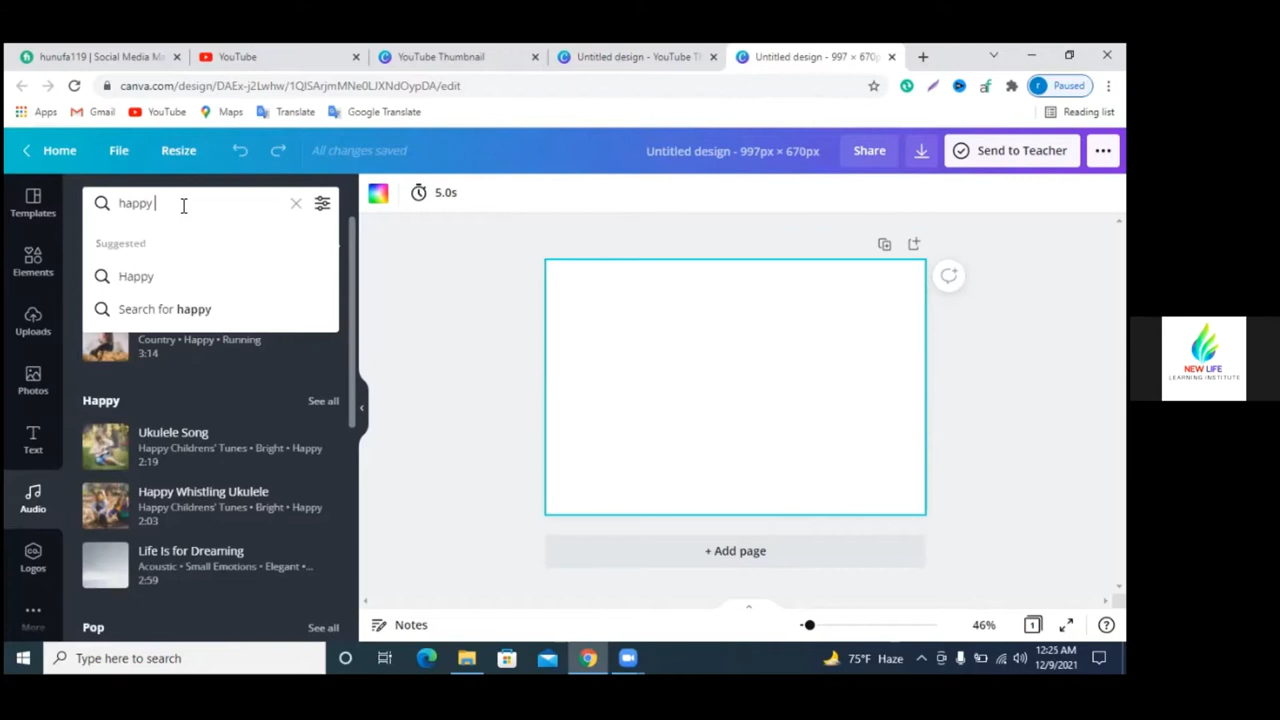 hunufa119 | Social Media Ma
YouTube
YouTube Thumbnail
Untitled design - YouTube T
Untitled design - 997 × 670p
canva.com/design/DAEx-j2Lwhw/1QISArjmMNe0LJXNdOypDA/edit
Paused
Apps
Gmail
YouTube
Maps
Translate
Google Translate
Reading list
Home
File
Resize
All changes saved
Untitled design - 997px × 670px
Share
Send to Teacher
Templates
Elements
Uploads
Photos
Text
Audio
Logos
More
happy
Suggested
Happy
Search for happy
Country • Happy • Running
3:14
Happy
See all
Ukulele Song
Happy Childrens' Tunes • Bright • Happy
2:19
Happy Whistling Ukulele
Happy Childrens' Tunes • Bright • Happy
2:03
Life Is for Dreaming
Acoustic • Small Emotions • Elegant •...
2:59
Pop
See all
5.0s
+ Add page
Notes
46%
1
NEW LIFE
LEARNING INSTITUTE
Type here to search
75°F Haze
12:25 AM
12/9/2021